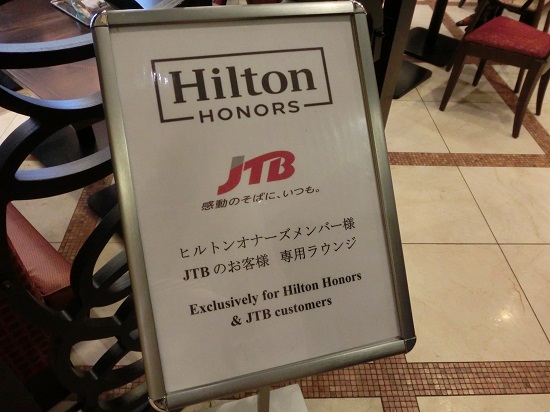 Hilton
HONORS
JTB
感動のそばに、いつも。
ヒルトンオナーズメンバー様
JTBのお客様 専用ラウンジ
Exclusively for Hilton Honors
& JTB customers